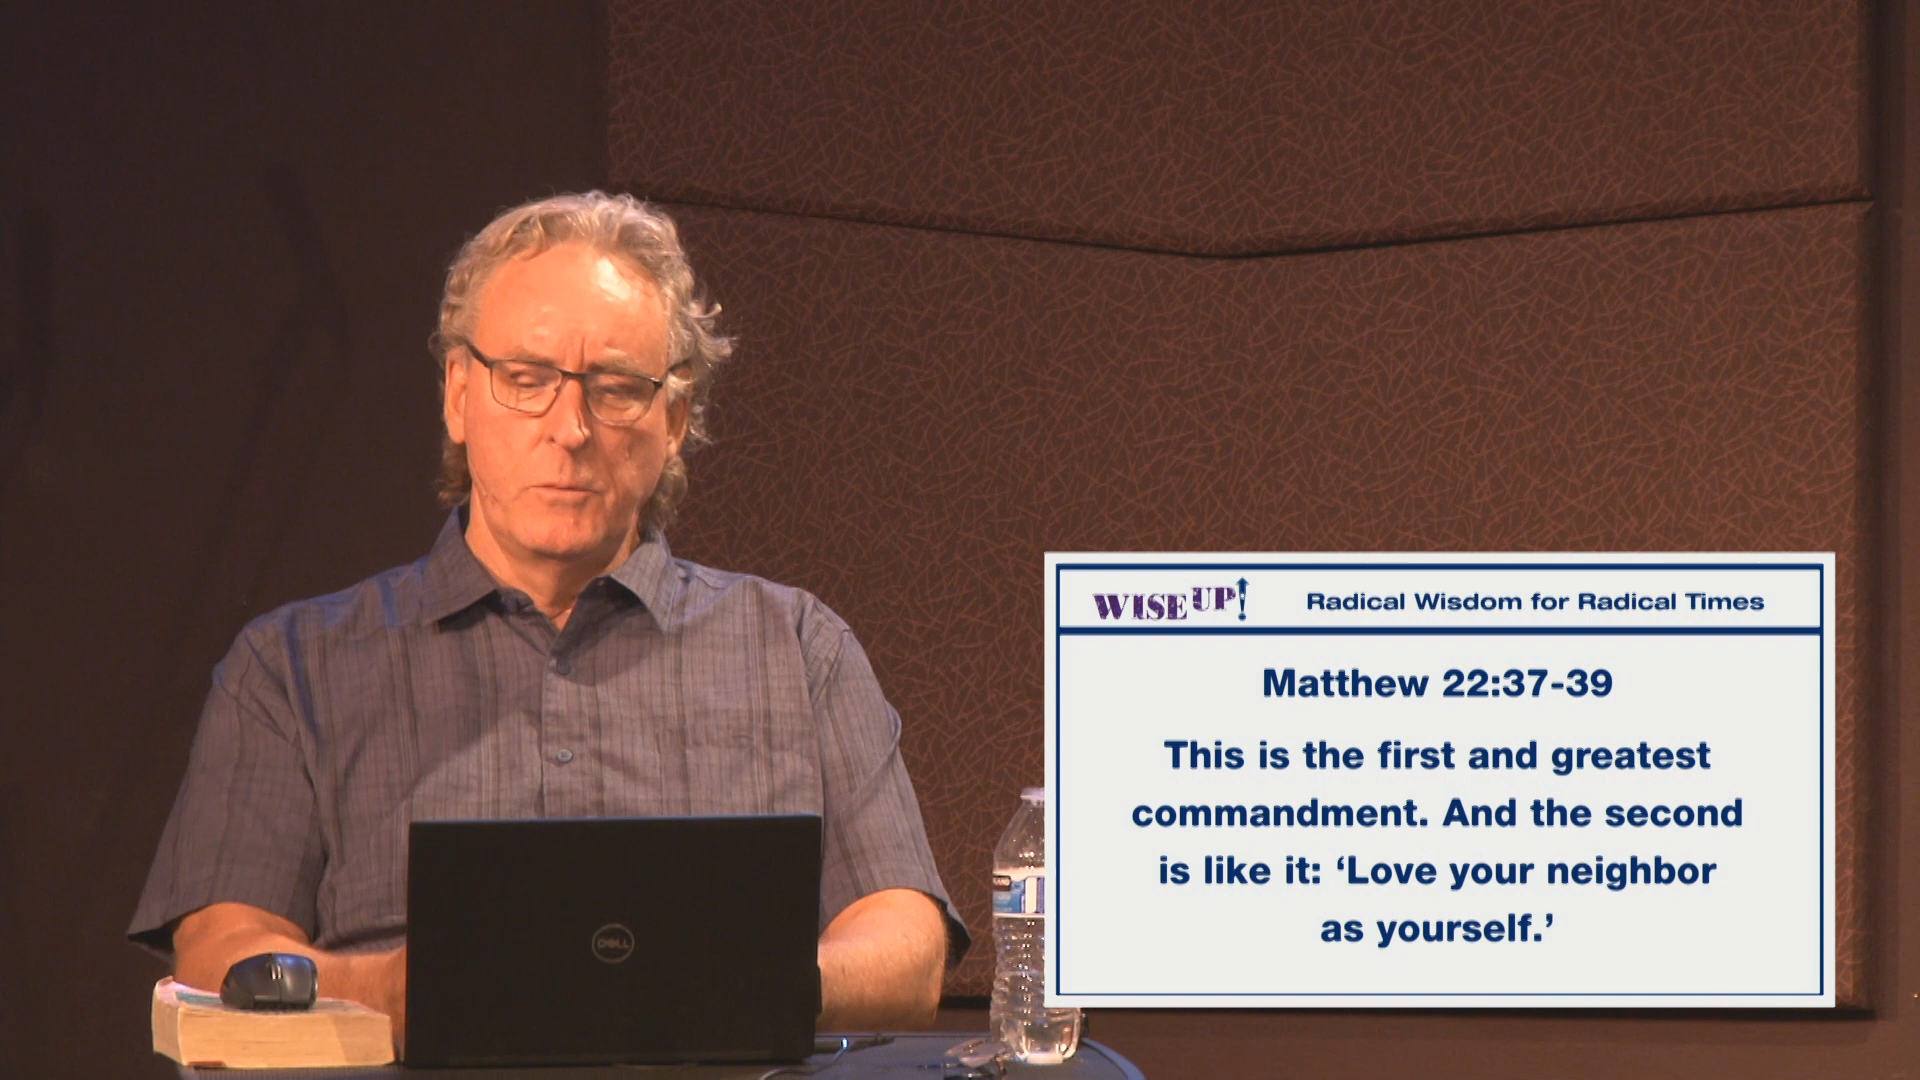 WISE UP!
Radical Wisdom for Radical Times
Matthew 22:37-39
This is the first and greatest
commandment. And the second
is like it: ‘Love your neighbor
as yourself.’
DELL